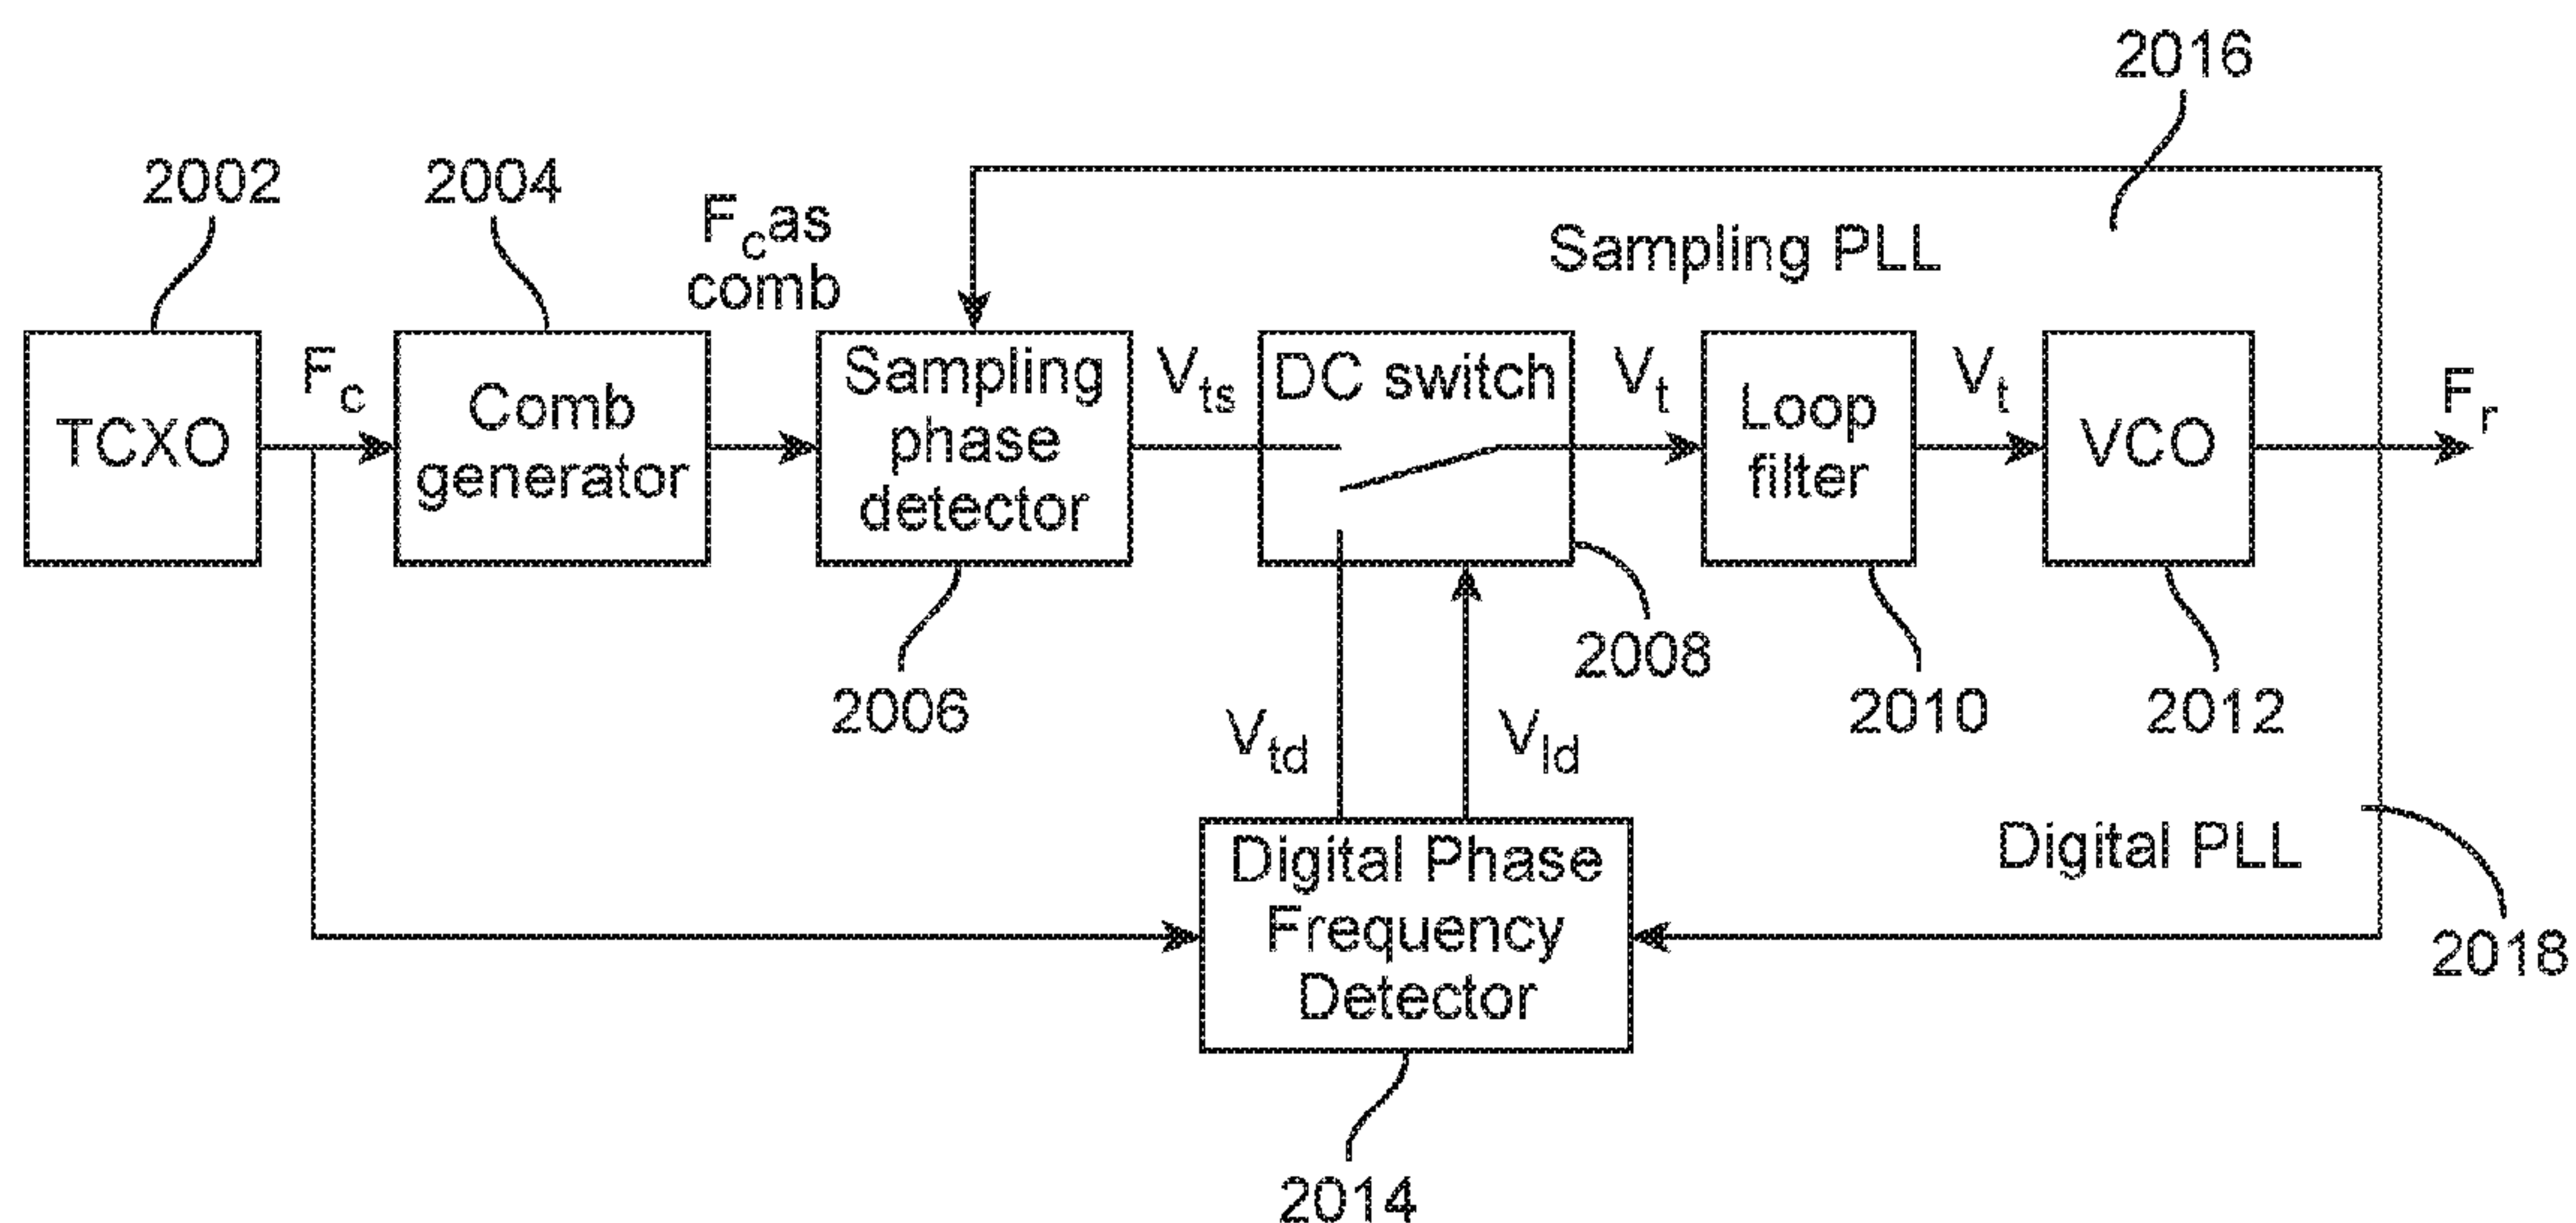 2016
2002
2004
Fc as
comb
Sampling PLL
TCXO
Fc
Comb
generator
Sampling
phase
detector
Vts
DC switch
Vt
Loop
filter
Vt
VCO
Fr
2006
2008
2010
2012
Vtd
Vld
Digital Phase
Frequency
Detector
Digital PLL
2018
2014